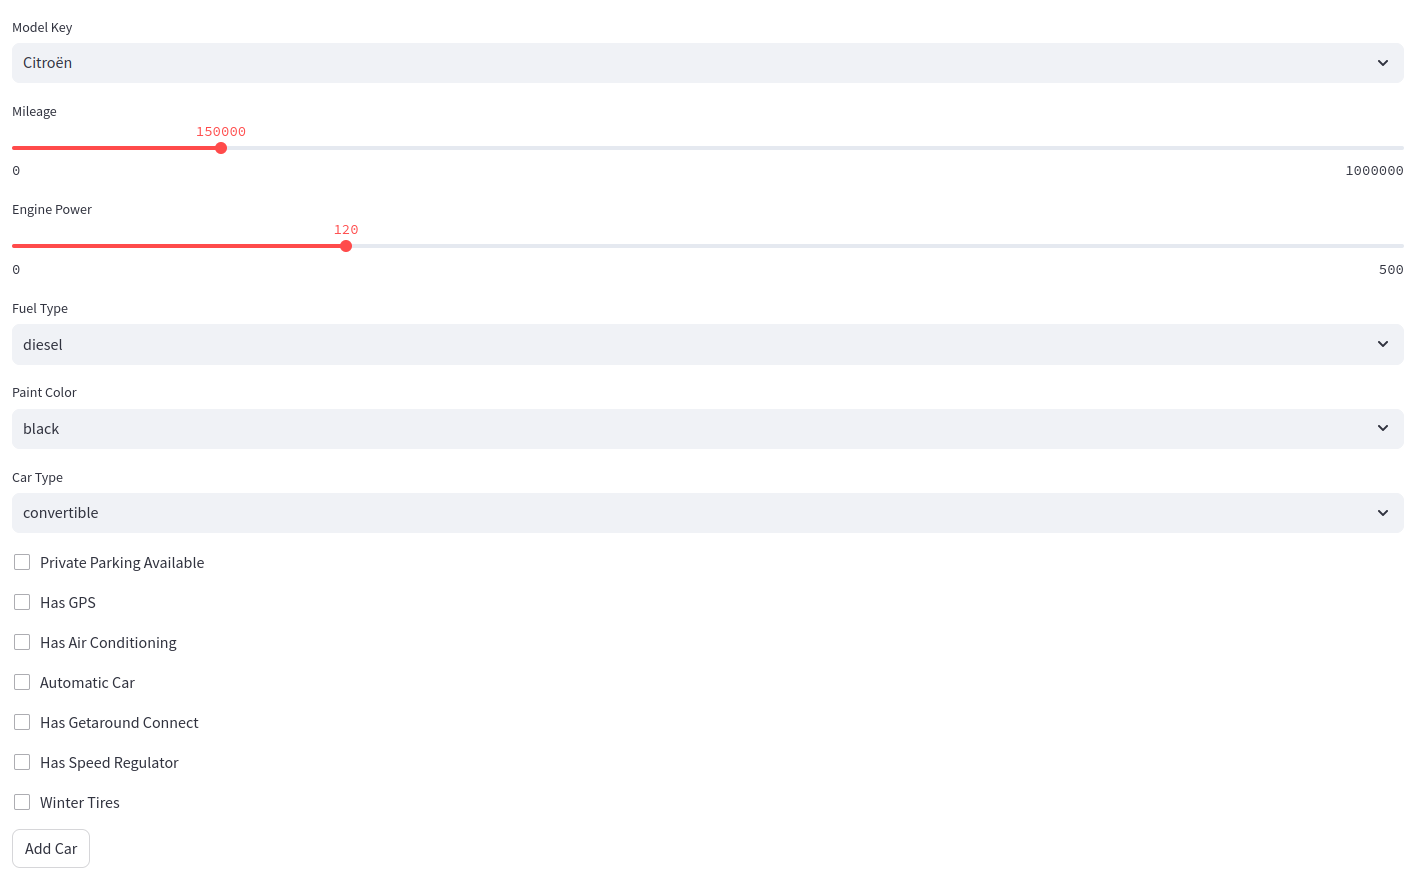 Model Key
Citroën
Mileage
150000
0 1000000
Engine Power
120
0 500
Fuel Type
diesel
Paint Color
black
Car Type
convertible
Private Parking Available
Has GPS
Has Air Conditioning
Automatic Car
Has Getaround Connect
Has Speed Regulator
Winter Tires
Add Car